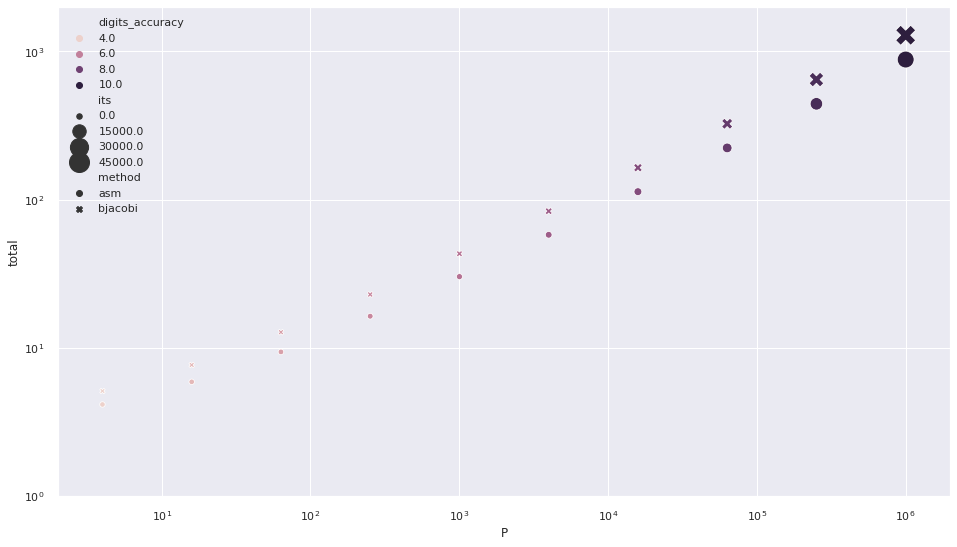 digits_accuracy
4.0
6.0
8.0
10.0
its
0.0
15000.0
30000.0
45000.0
method
asm
bjacobi
10³
10²
10¹
10⁰
total
10¹ 10² 10³ 10⁴ 10⁵ 10⁶
P